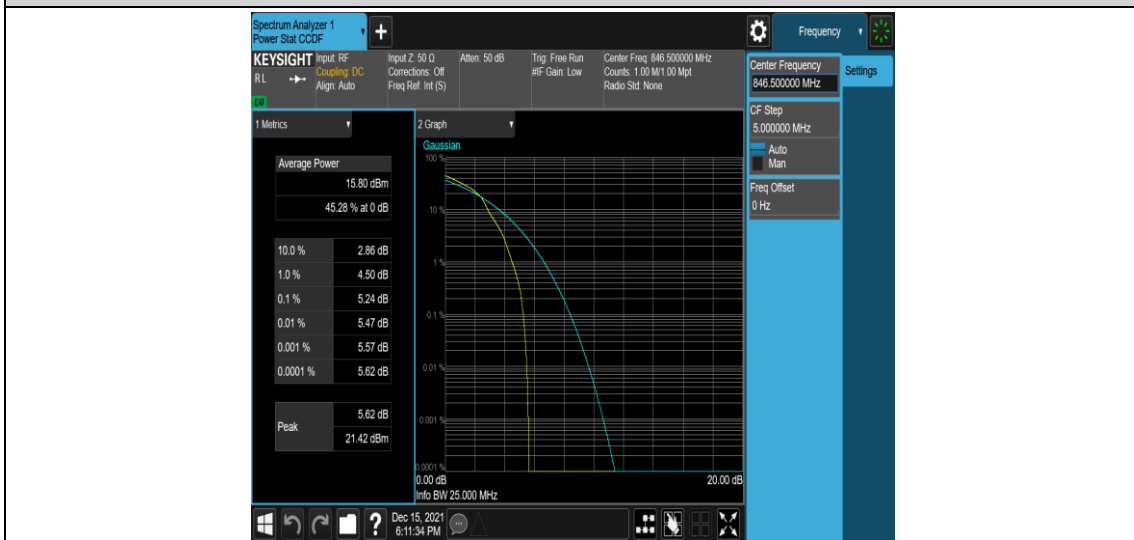 Spectrum Analyzer 1
Power Stat CCDF
+
Frequency
KEYSIGHT
RL
LXI
Input: RF
Coupling: DC
Align: Auto
Input Z: 50 Ω
Corrections: Off
Freq Ref: Int (S)
Atten: 50 dB
Trig: Free Run
#IF Gain: Low
Center Freq: 846.500000 MHz
Counts: 1.00 M/1.00 Mpt
Radio Std: None
Center Frequency
846.500000 MHz
Settings
CF Step
5.000000 MHz
Auto
Man
Freq Offset
0 Hz
1 Metrics
Average Power
15.80 dBm
45.28 % at 0 dB
10.0 % 2.86 dB
1.0 % 4.50 dB
0.1 % 5.24 dB
0.01 % 5.47 dB
0.001 % 5.57 dB
0.0001 % 5.62 dB
Peak 5.62 dB
21.42 dBm
2 Graph
Gaussian
100 %
10 %
1 %
0.1 %
0.01 %
0.001 %
0.0001 %
0.00 dB 20.00 dB
Info BW 25.000 MHz
?
Dec 15, 2021
6:11:34 PM